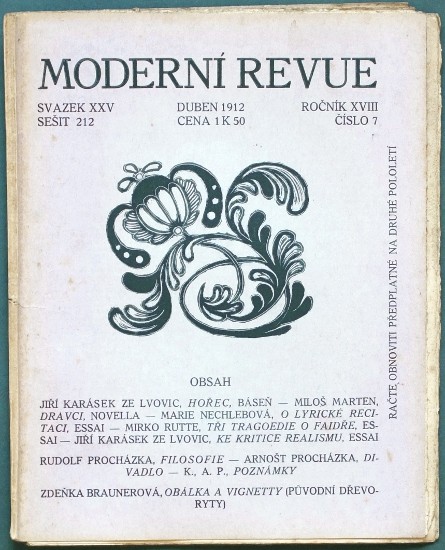 MODERNÍ REVUE
SVAZEK XXV DUBEN 1912 ROČNÍK XVIII
SEŠIT 212 CENA 1 K 50 ČÍSLO 7
RAČTE OBNOVITI PŘEDPLATNÉ NA DRUHÉ POLOLETÍ
OBSAH
JIŘÍ KARÁSEK ZE LVOVIC, HOŘEC, BÁSEŇ — MILOŠ MARTEN,
DRAVCI, NOVELLA — MARIE NECHLEBOVÁ, O LYRICKÉ RECI-
TACI, ESSAI — MIRKO RUTTE, TŘI TRAGOEDIE O FAIDŘE, ES-
SAI — JIŘÍ KARÁSEK ZE LVOVIC, KE KRITICE REALISMU, ESSAI
RUDOLF PROCHÁZKA, FILOSOFIE — ARNOŠT PROCHÁZKA, DI-
VADLO — K., A. P., POZNÁMKY
ZDEŇKA BRAUNEROVÁ, OBÁLKA A VIGNETTY (PŮVODNÍ DŘEVO-
RYTY)